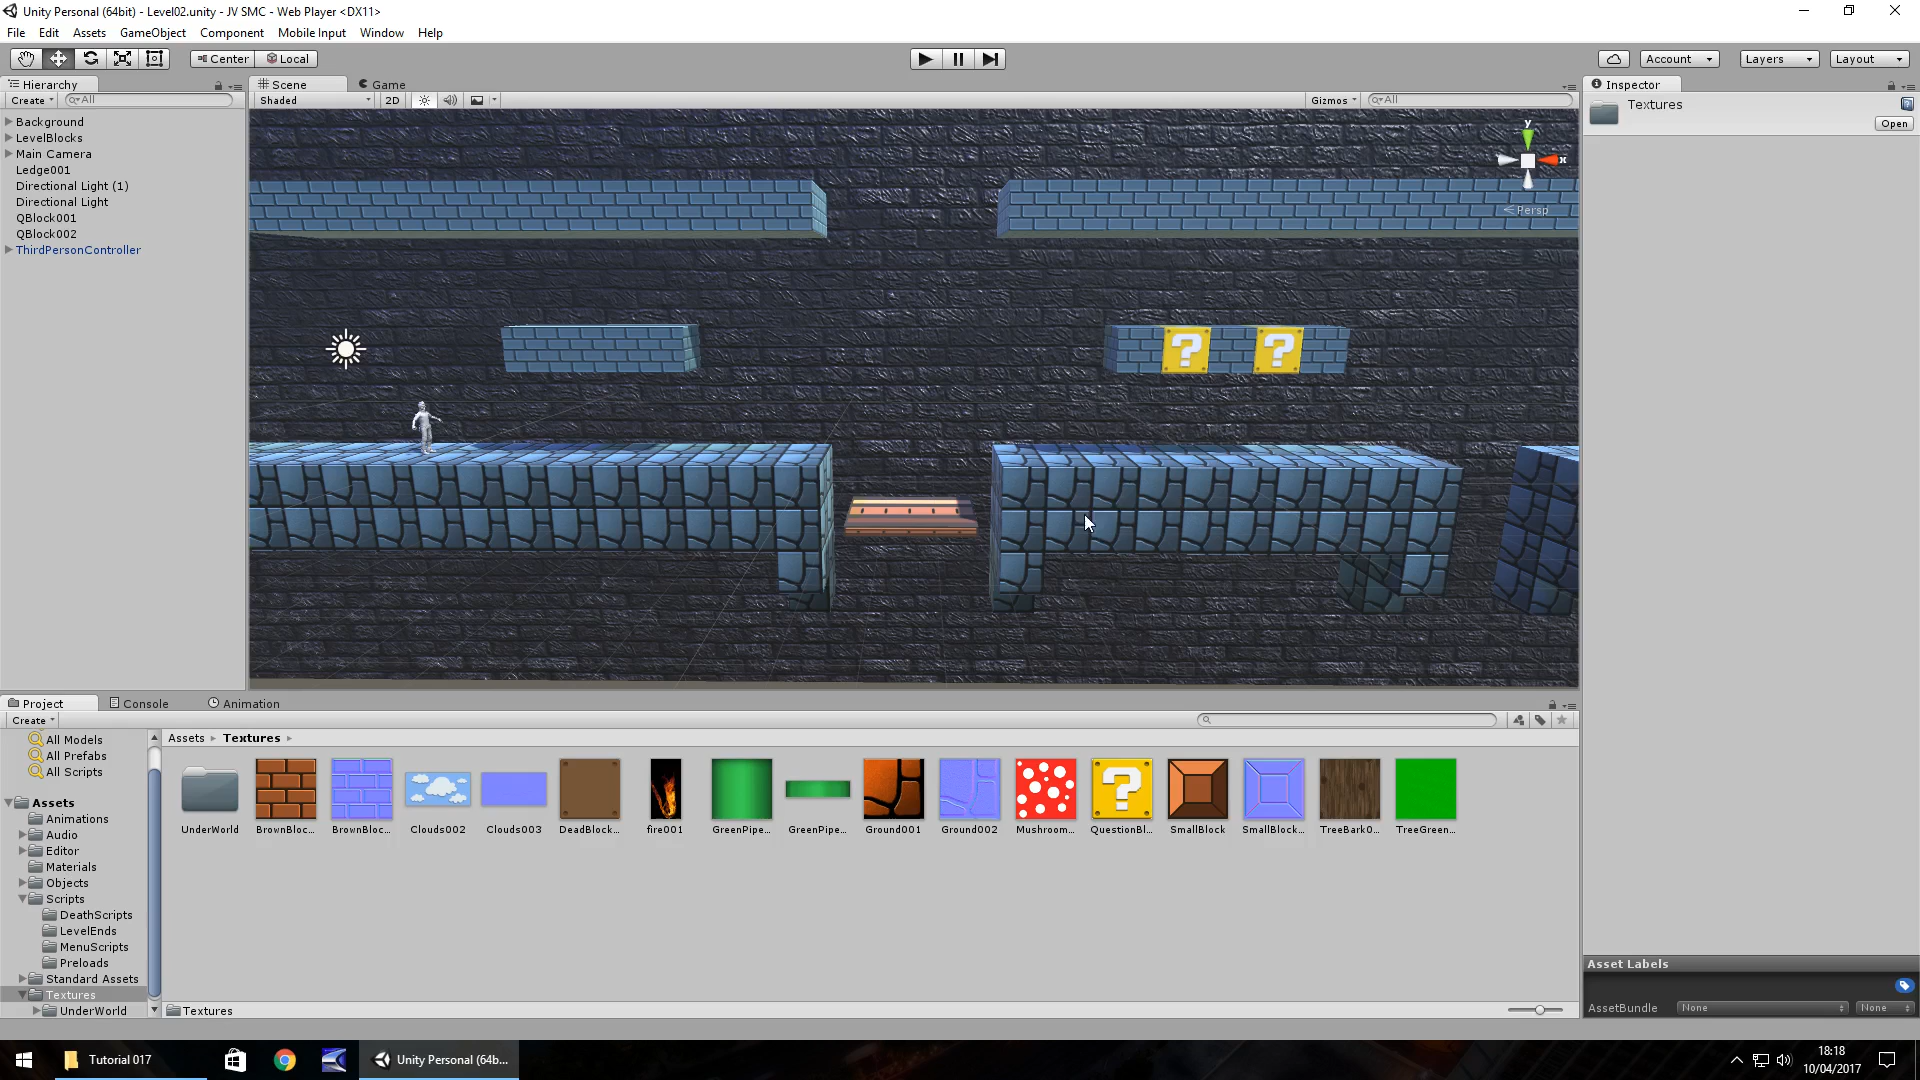 Unity Personal (64bit) - Level02.unity - JV SMC - Web Player <DX11>
File Edit Assets GameObject Component Mobile Input Window Help
Center Local Account Layers Layout
Hierarchy
Create All
Background
LevelBlocks
Main Camera
Ledge001
Directional Light (1)
Directional Light
QBlock001
QBlock002
ThirdPersonController
Scene Game
Shaded 2D Gizmos All
y
x
Persp
? ?
Inspector
Textures
Open
Project Console Animation
Create
All Models
All Prefabs
All Scripts
Assets
Animations
Audio
Editor
Materials
Objects
Scripts
DeathScripts
LevelEnds
MenuScripts
Preloads
Standard Assets
Textures
UnderWorld
Assets Textures
?
UnderWorld BrownBloc... BrownBloc... Clouds002 Clouds003 DeadBlock... fire001 GreenPipe... GreenPipe... Ground001 Ground002 Mushroom... QuestionBl... SmallBlock SmallBlock... TreeBark0... TreeGreen...
Textures
Asset Labels
AssetBundle None None
Tutorial 017 Unity Personal (64b... 18:18
10/04/2017